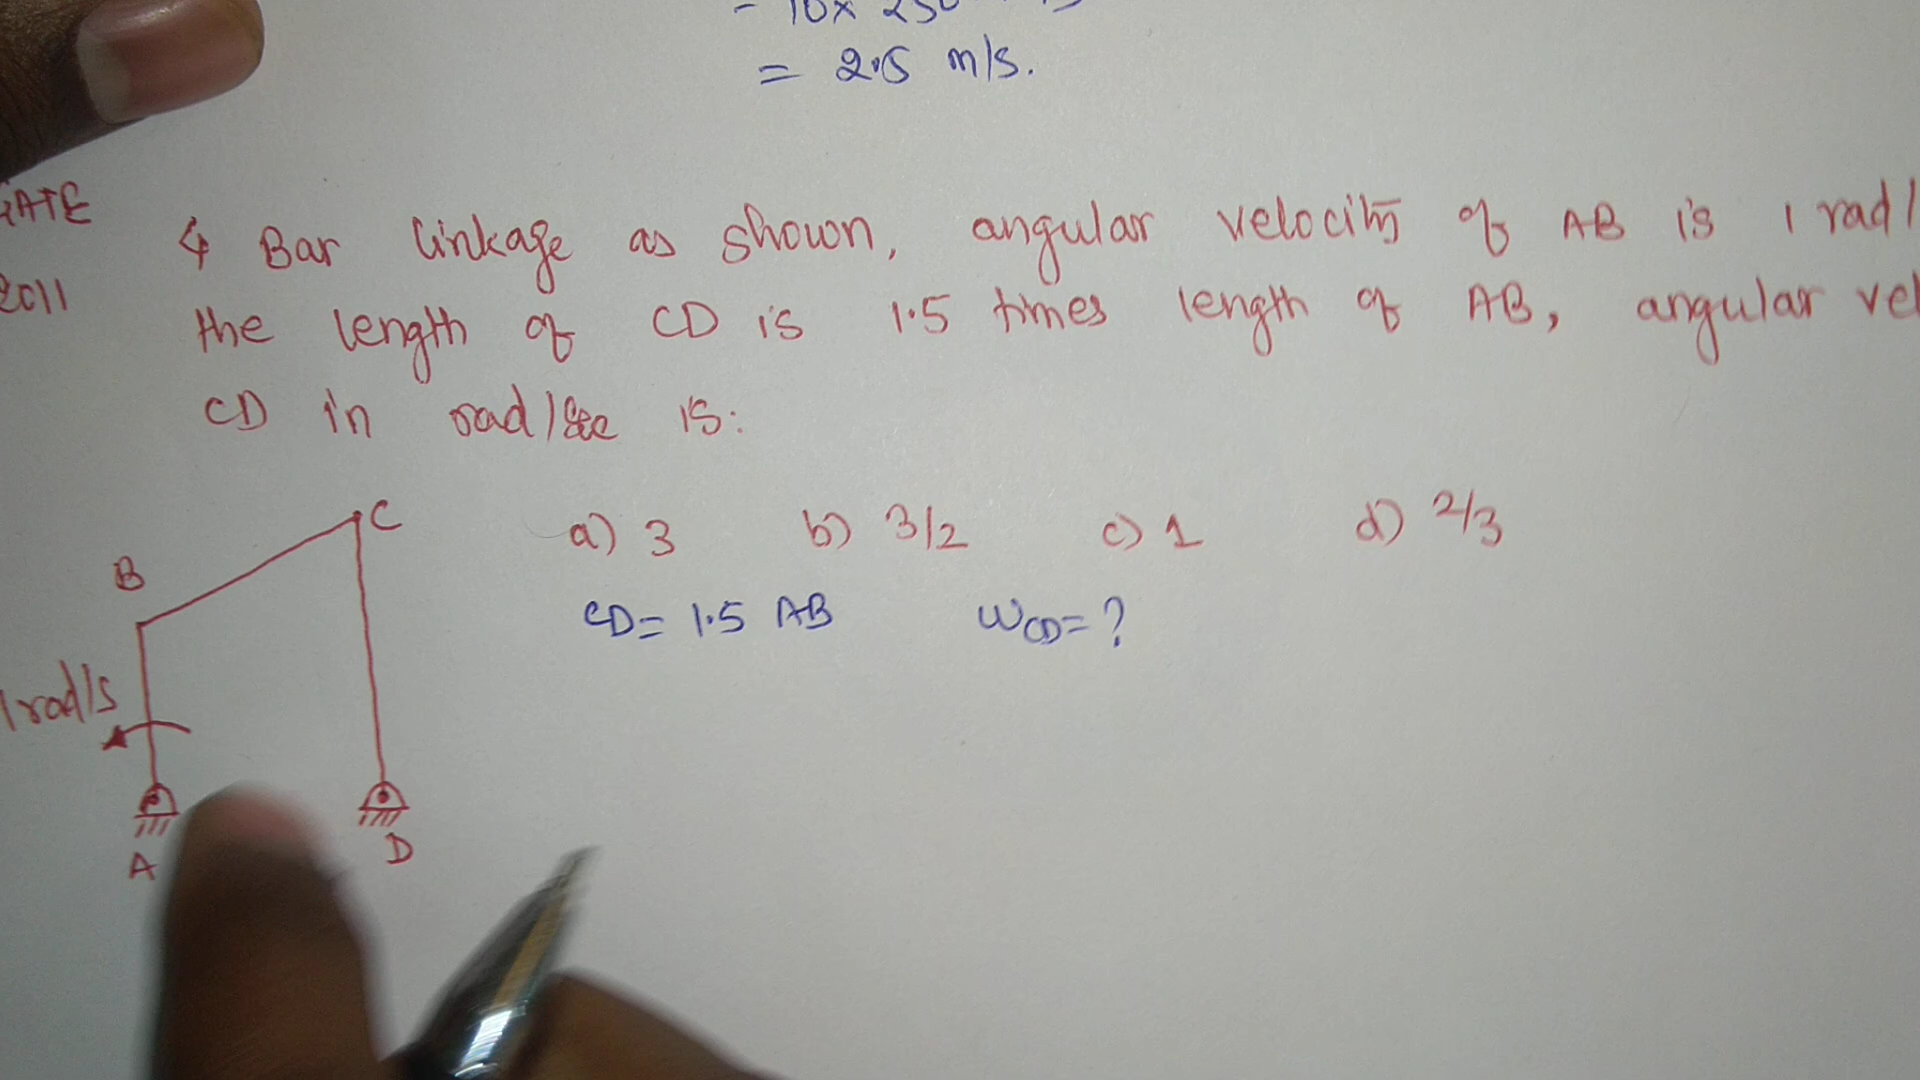 = 2.5 m/s.
GATE
2011
4 Bar linkage as shown, angular velocity of AB is 1 rad/
the length of CD is 1.5 times length of AB, angular vel
CD in rad/sec is:
a) 3 b) 3/2 c) 1 d) 2/3
CD = 1.5 AB WCD = ?
C
B
1 rad/s
A
D